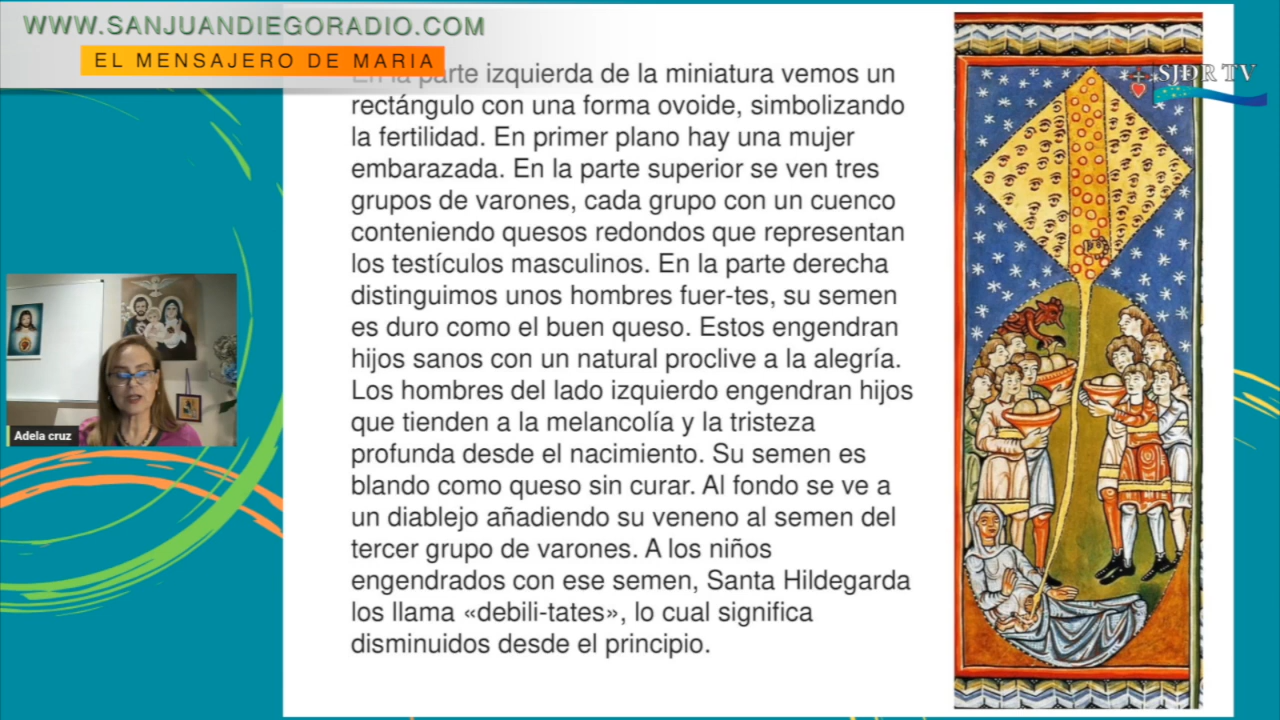 WWW.SANJUANDIEGORADIO.COM
EL MENSAJERO DE MARIA
SJDR TV
En la parte izquierda de la miniatura vemos un
rectángulo con una forma ovoide, simbolizando
la fertilidad. En primer plano hay una mujer
embarazada. En la parte superior se ven tres
grupos de varones, cada grupo con un cuenco
conteniendo quesos redondos que representan
los testículos masculinos. En la parte derecha
distinguimos unos hombres fuer-tes, su semen
es duro como el buen queso. Estos engendran
hijos sanos con un natural proclive a la alegría.
Los hombres del lado izquierdo engendran hijos
que tienden a la melancolía y la tristeza
profunda desde el nacimiento. Su semen es
blando como queso sin curar. Al fondo se ve a
un diablejo añadiendo su veneno al semen del
tercer grupo de varones. A los niños
engendrados con ese semen, Santa Hildegarda
los llama «debili-tates», lo cual significa
disminuidos desde el principio.
Adela cruz